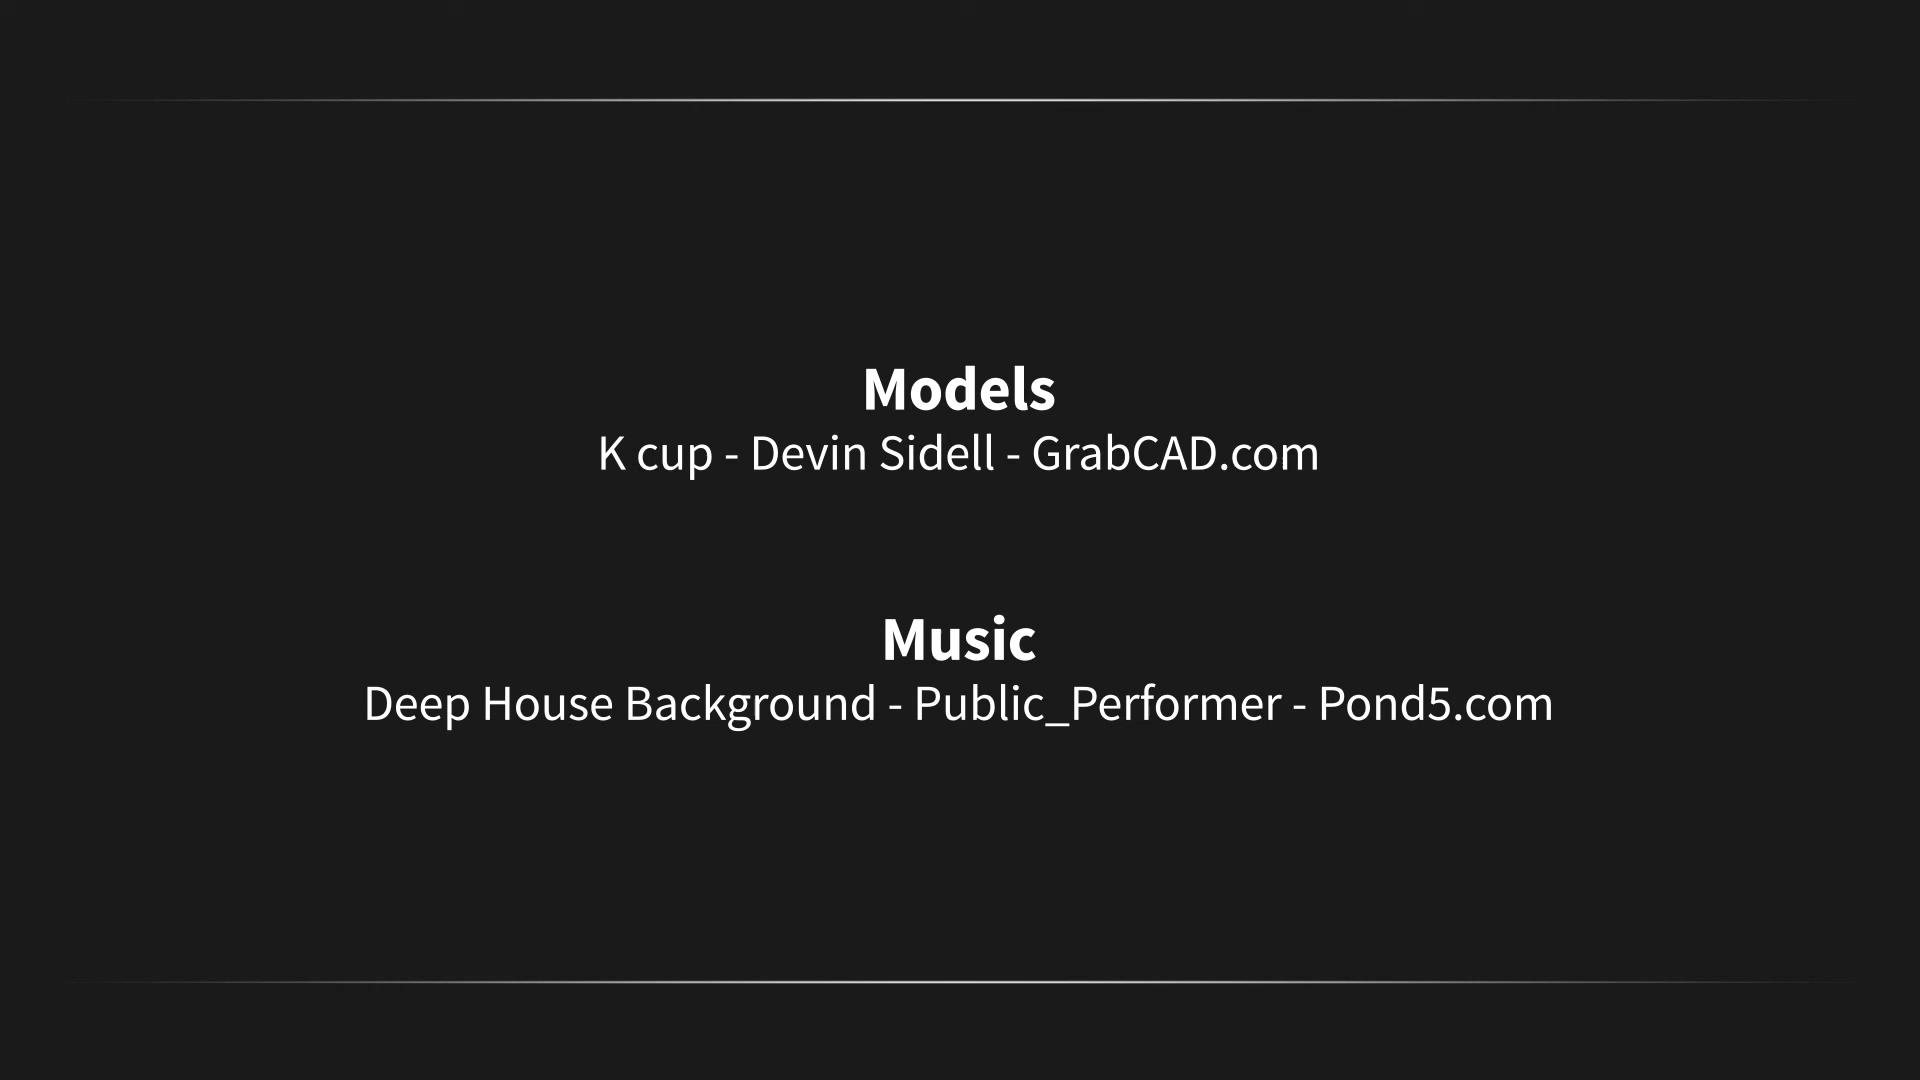 Models
K cup - Devin Sidell - GrabCAD.com
Music
Deep House Background - Public_Performer - Pond5.com